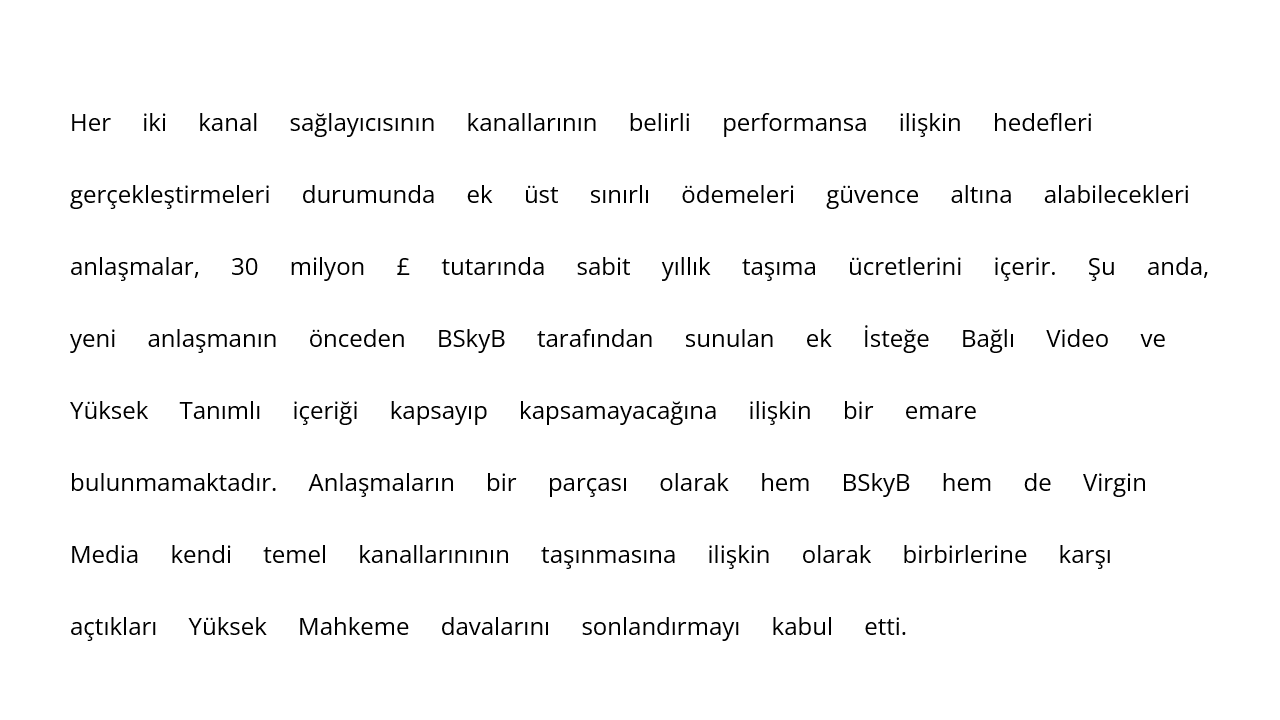 Her iki kanal sağlayıcısının kanallarının belirli performansa ilişkin hedefleri
gerçekleştirmeleri durumunda ek üst sınırlı ödemeleri güvence altına alabilecekleri
anlaşmalar, 30 milyon £ tutarında sabit yıllık taşıma ücretlerini içerir. Şu anda,
yeni anlaşmanın önceden BSkyB tarafından sunulan ek İsteğe Bağlı Video ve
Yüksek Tanımlı içeriği kapsayıp kapsamayacağına ilişkin bir emare
bulunmamaktadır. Anlaşmaların bir parçası olarak hem BSkyB hem de Virgin
Media kendi temel kanallarınının taşınmasına ilişkin olarak birbirlerine karşı
açtıkları Yüksek Mahkeme davalarını sonlandırmayı kabul etti.